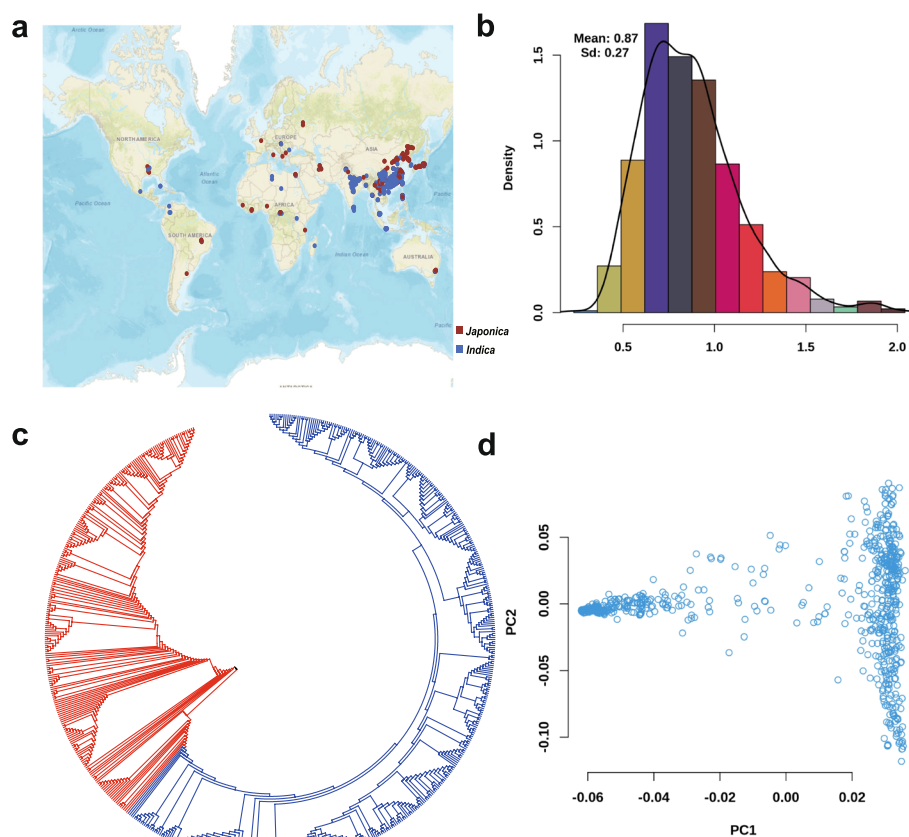 a
Arctic Ocean
NORTH AMERICA
EUROPE
ASIA
Atlantic
Ocean
Pacific Ocean
Pacific
AFRICA
SOUTH AMERICA
Indian Ocean
AUSTRALIA
Pacific
Japonica
Indica
b
Mean: 0.87
Sd: 0.27
Density
1.5
1.0
0.5
0.0
0.5 1.0 1.5 2.0
c
d
PC2
0.05
0.00
-0.05
-0.10
-0.06 -0.04 -0.02 0.00 0.02
PC1